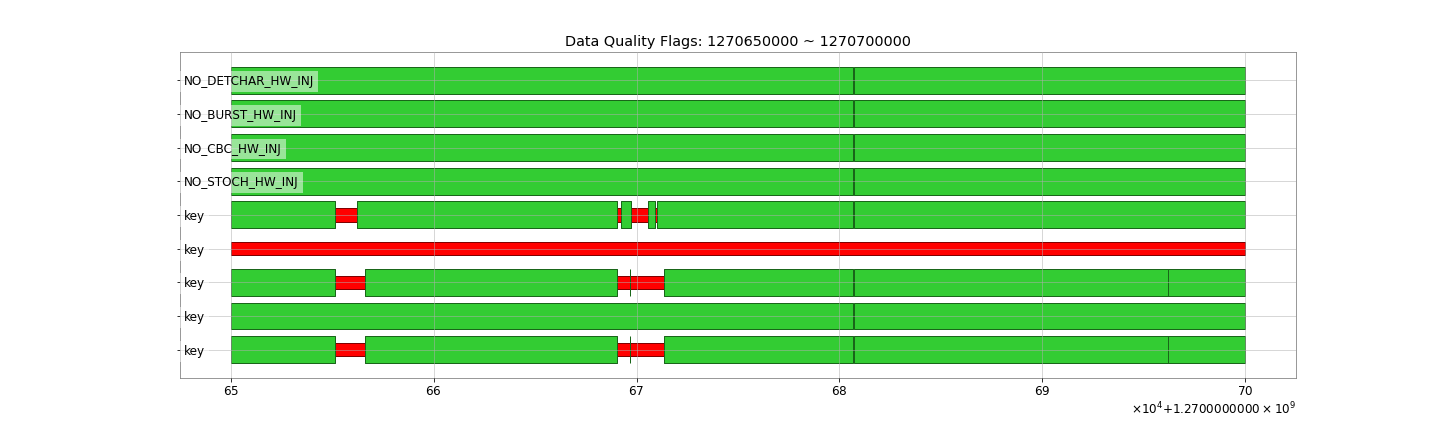 Data Quality Flags: 1270650000 ~ 1270700000
NO_DETCHAR_HW_INJ
NO_BURST_HW_INJ
NO_CBC_HW_INJ
NO_STOCH_HW_INJ
key
key
key
key
key
65 66 67 68 69 70
×10⁴+1.2700000000 × 10⁹